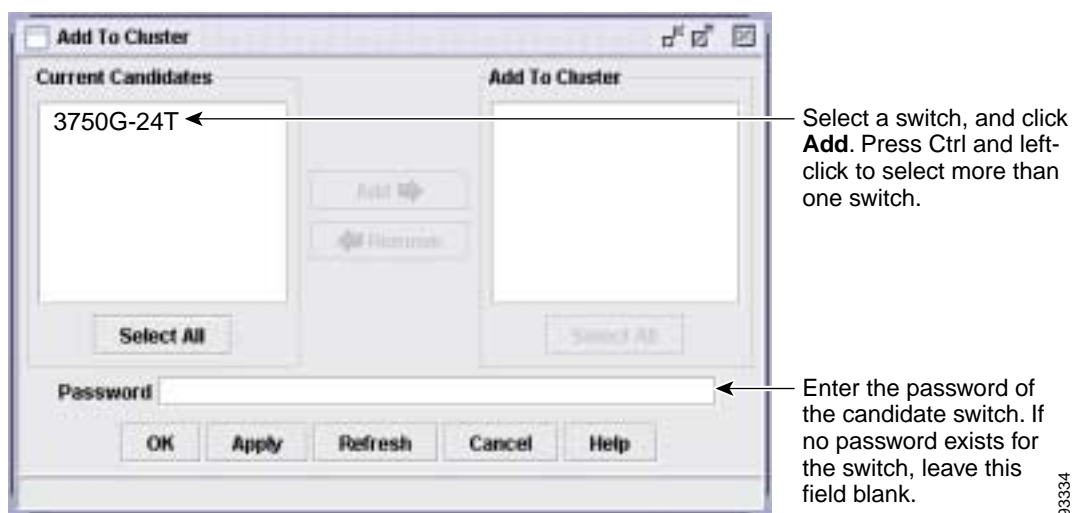 Add To Cluster
Current Candidates
Add To Cluster
3750G-24T
Add
Remove
Select All
Select All
Password
OK Apply Refresh Cancel Help
Select a switch, and click
Add. Press Ctrl and left-
click to select more than
one switch.
Enter the password of
the candidate switch. If
no password exists for
the switch, leave this
field blank.
93334